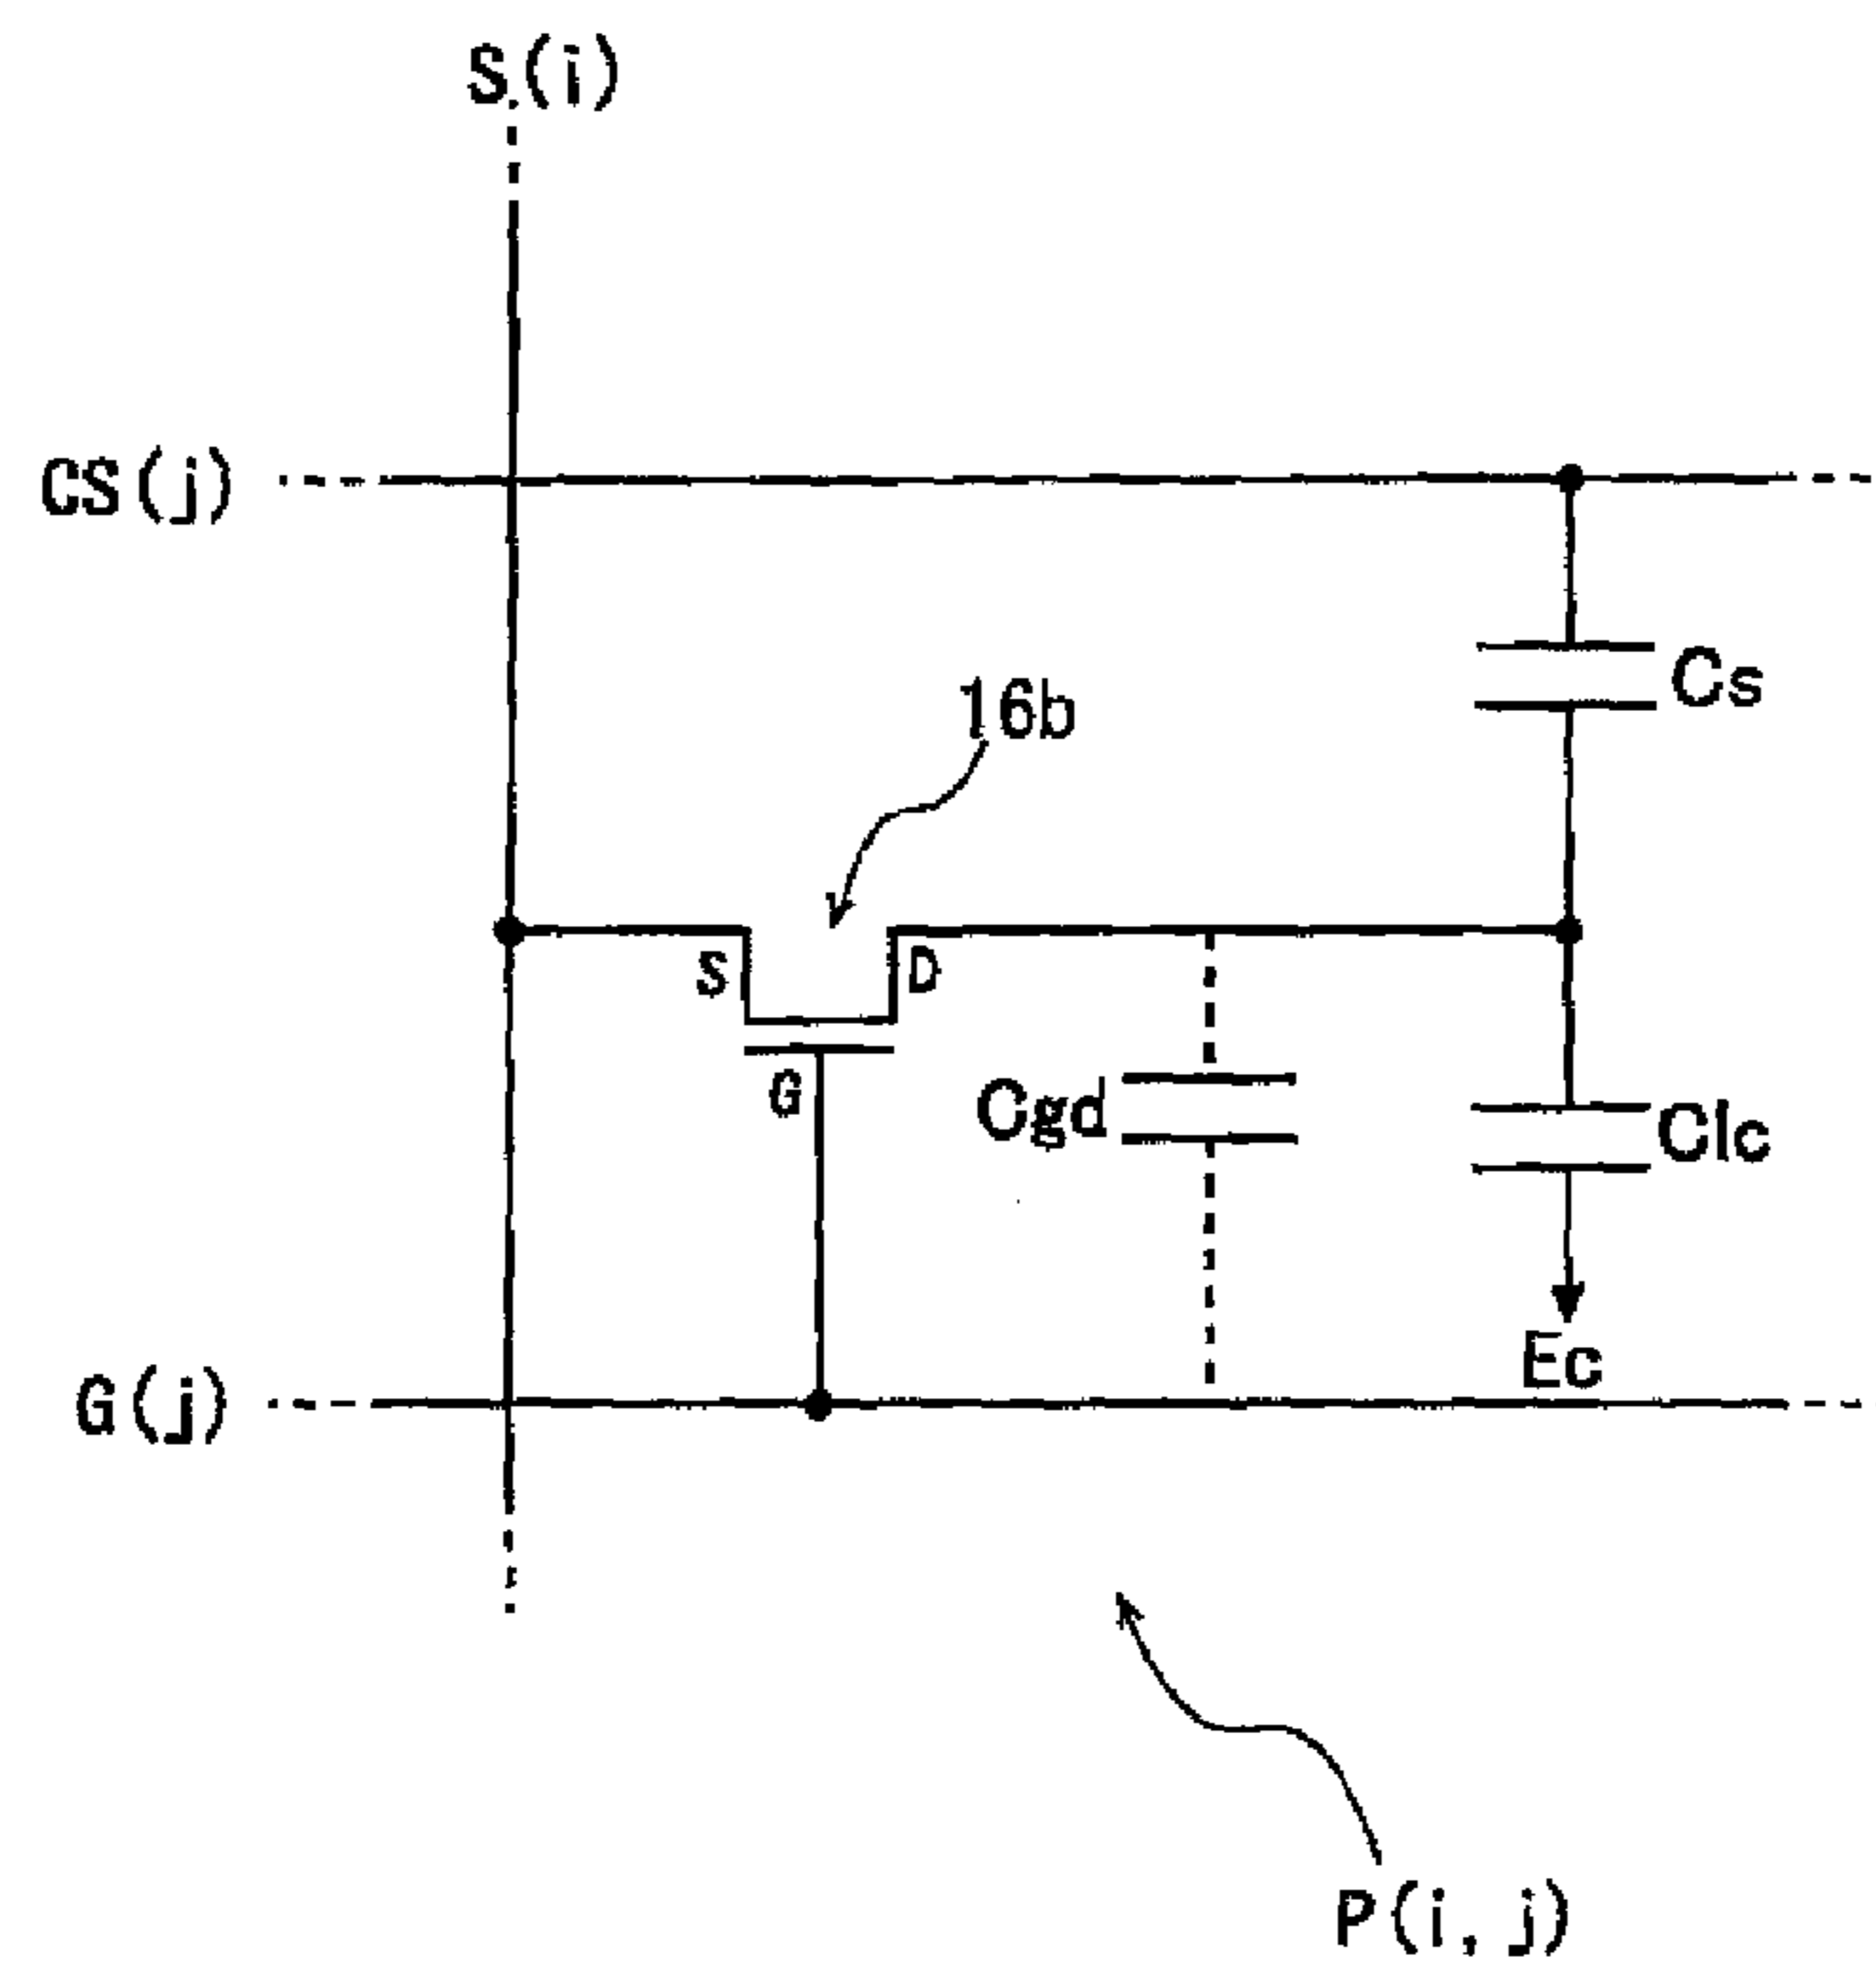 S(i)
CS(j)
Cs
16b
S
D
G
Cgd
Clc
Ec
G(j)
P(i, j)